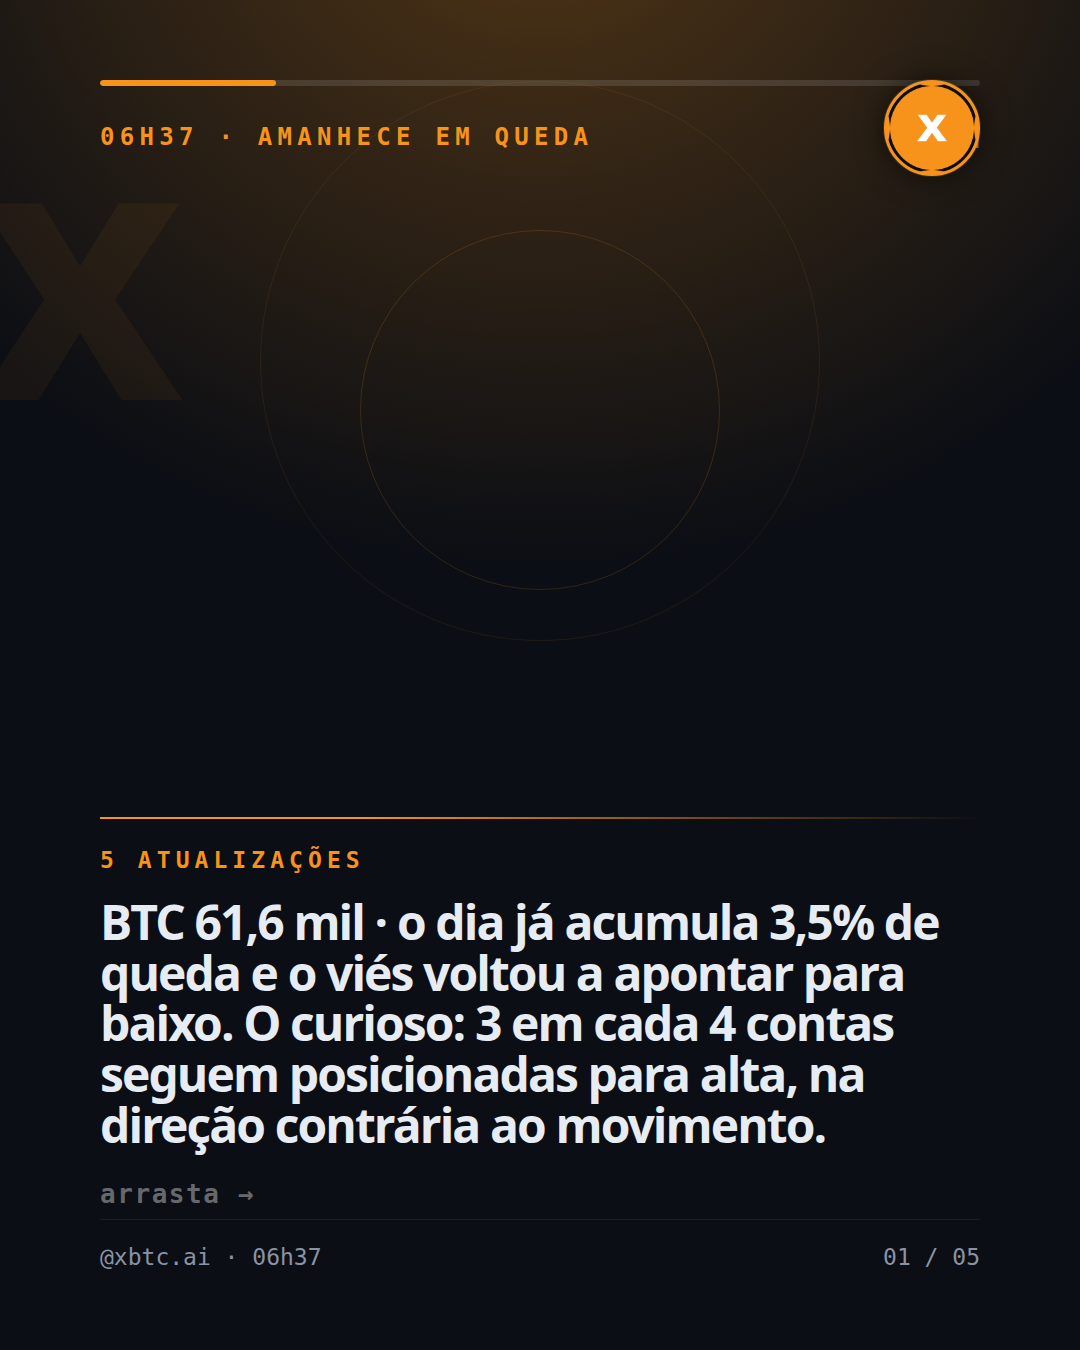 06H37 · AMANHECE EM QUEDA
X
X
5 ATUALIZAÇÕES
BTC 61,6 mil · o dia já acumula 3,5% de
queda e o viés voltou a apontar para
baixo. O curioso: 3 em cada 4 contas
seguem posicionadas para alta, na
direção contrária ao movimento.
arrasta →
@xbtc.ai · 06h37
01 / 05